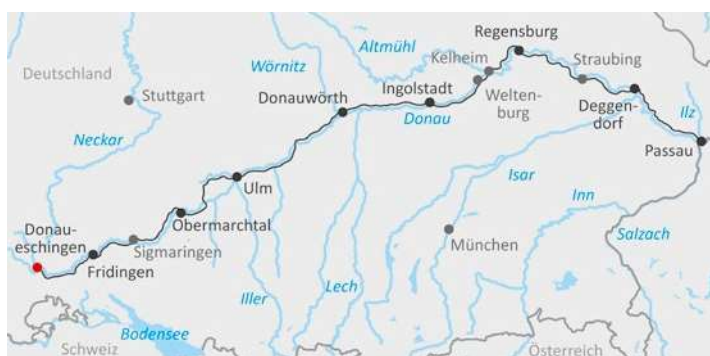 Regensburg
Altmühl
Kelheim
Straubing
Wörnitz
Deutschland
Ingolstadt
Stuttgart
Donauwörth
Welten-
burg
Deggen-
dorf
Ilz
Donau
Neckar
Passau
Isar
Ulm
Inn
Obermarchtal
Donau-
eschingen
Salzach
München
Sigmaringen
Fridingen
Lech
Iller
Bodensee
Schweiz
Österreich